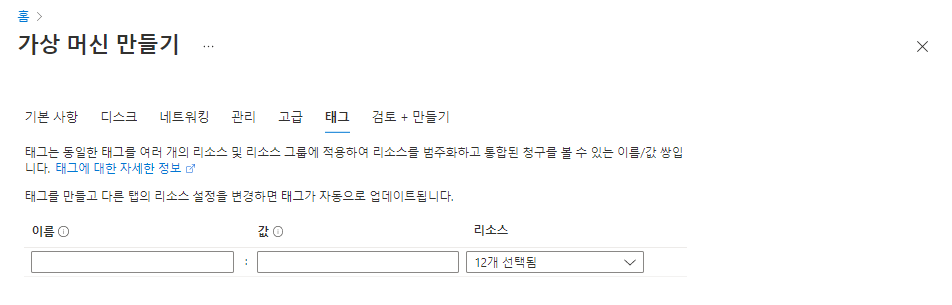 홈
가상 머신 만들기 ...
기본 사항 디스크 네트워킹 관리 고급 태그 검토 + 만들기
태그는 동일한 태그를 여러 개의 리소스 및 리소스 그룹에 적용하여 리소스를 범주화하고 통합된 청구를 볼 수 있는 이름/값 쌍입
니다. 태그에 대한 자세한 정보
태그를 만들고 다른 탭의 리소스 설정을 변경하면 태그가 자동으로 업데이트됩니다.
이름 값 리소스
: 12개 선택됨